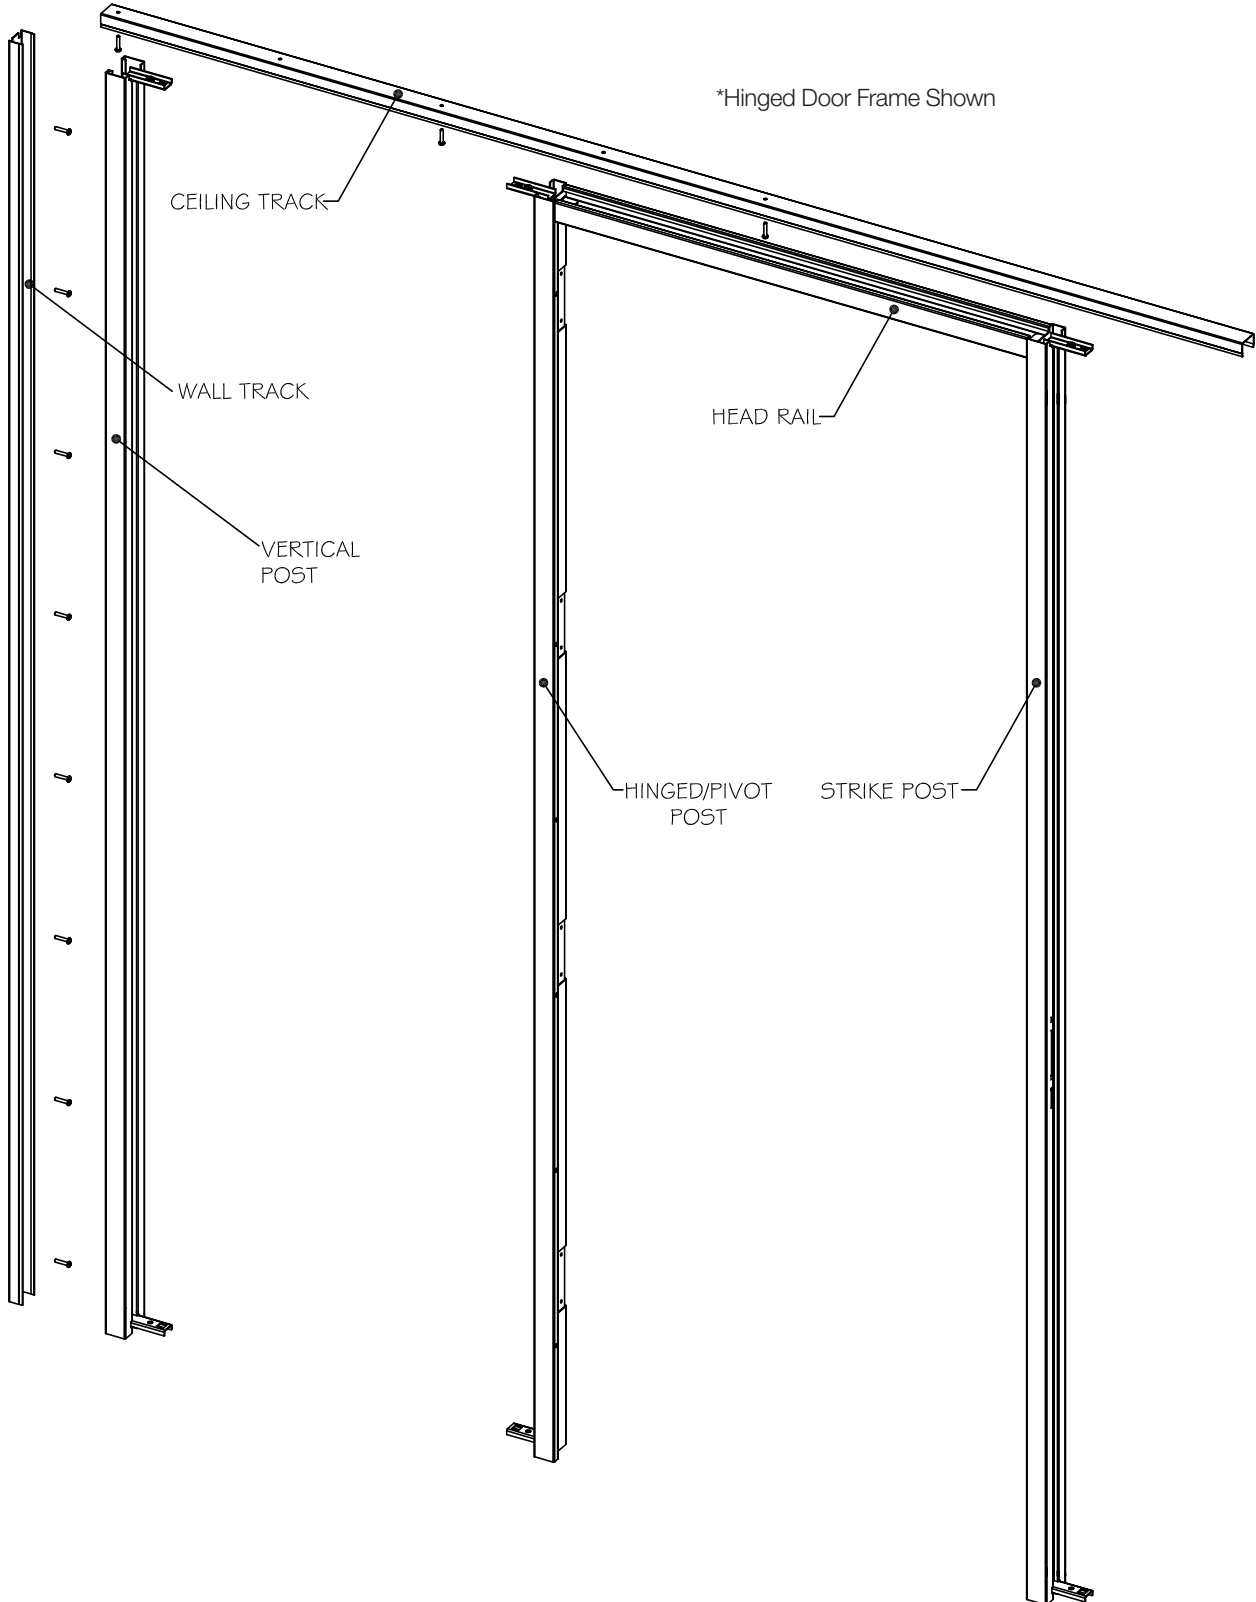 *Hinged Door Frame Shown
CEILING TRACK
WALL TRACK
HEAD RAIL
VERTICAL
POST
HINGED/PIVOT
POST
STRIKE POST